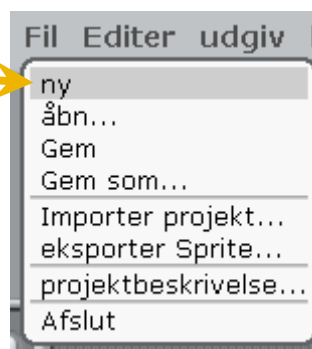 Fil Editer udgiv
ny
åbn...
Gem
Gem som...
Importer projekt...
eksporter Sprite...
projektbeskrivelse...
Afslut